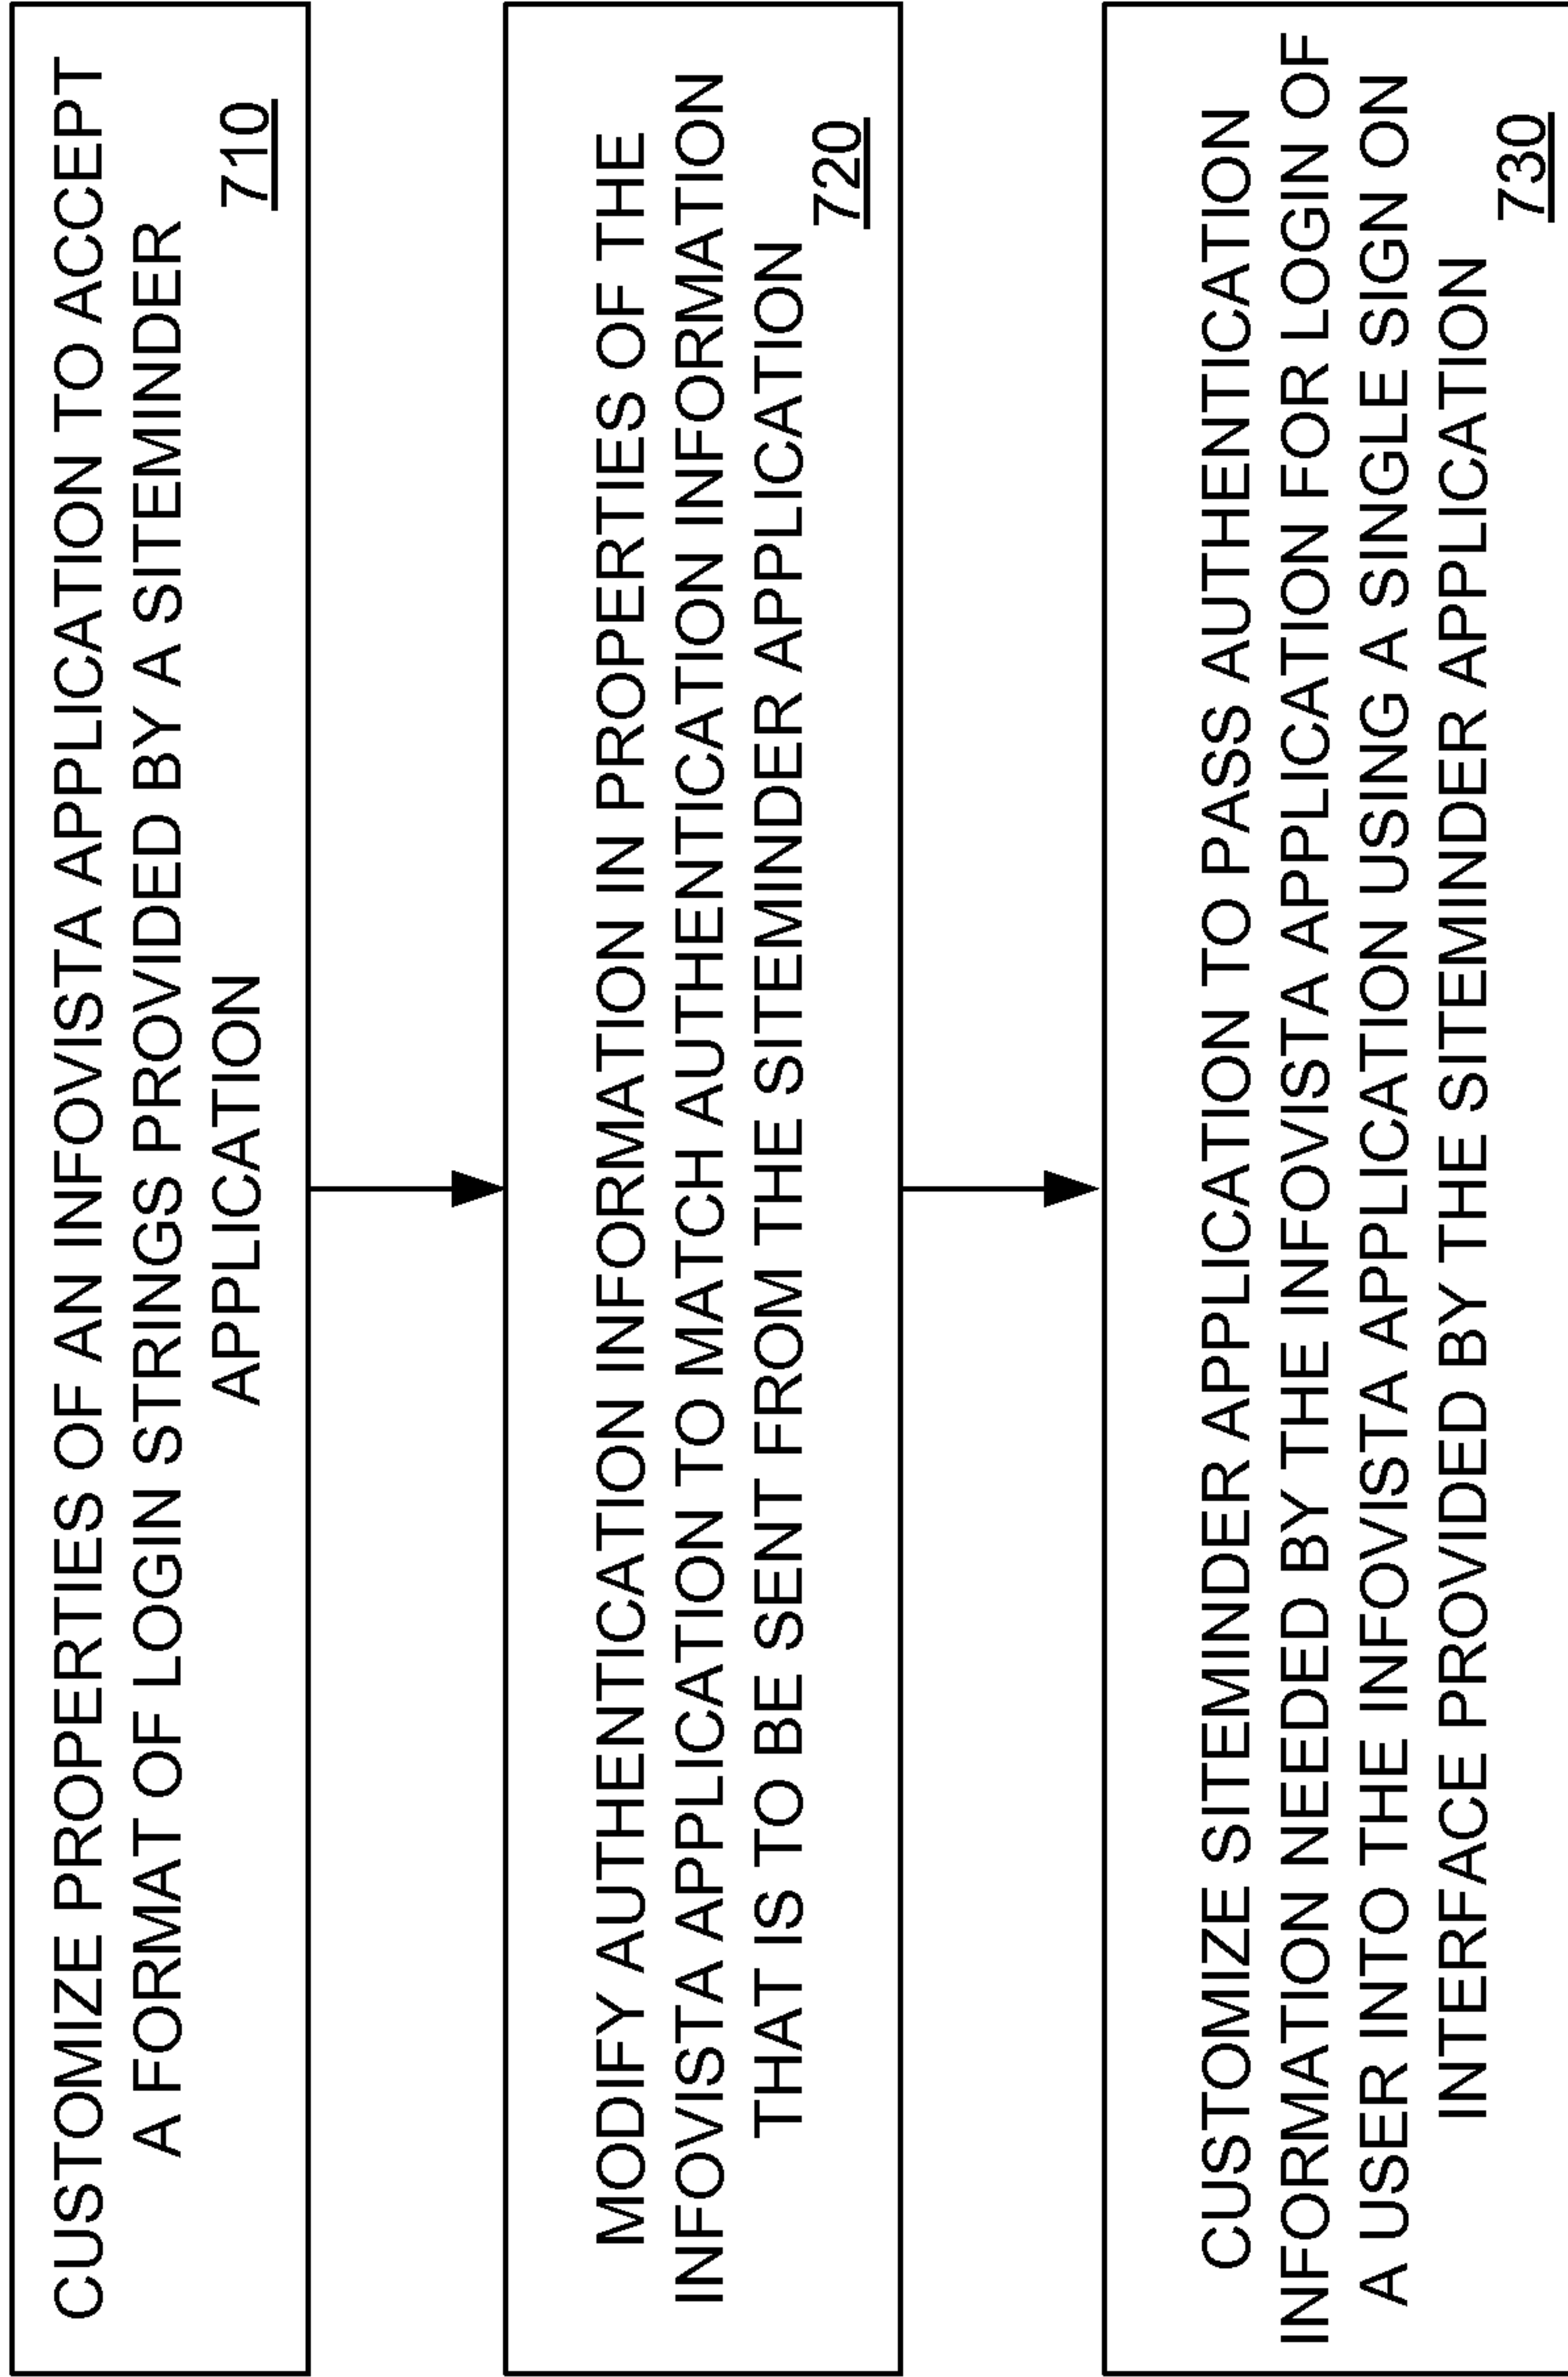 CUSTOMIZE PROPERTIES OF AN INFOVISTA APPLICATION TO ACCEPT
A FORMAT OF LOGIN STRINGS PROVIDED BY A SITEMINDER
APPLICATION
710
MODIFY AUTHENTICATION INFORMATION IN PROPERTIES OF THE
INFOVISTA APPLICATION TO MATCH AUTHENTICATION INFORMATION
THAT IS TO BE SENT FROM THE SITEMINDER APPLICATION
720
CUSTOMIZE SITEMINDER APPLICATION TO PASS AUTHENTICATION
INFORMATION NEEDED BY THE INFOVISTA APPLICATION FOR LOGIN OF
A USER INTO THE INFOVISTA APPLICATION USING A SINGLE SIGN ON
INTERFACE PROVIDED BY THE SITEMINDER APPLICATION
730